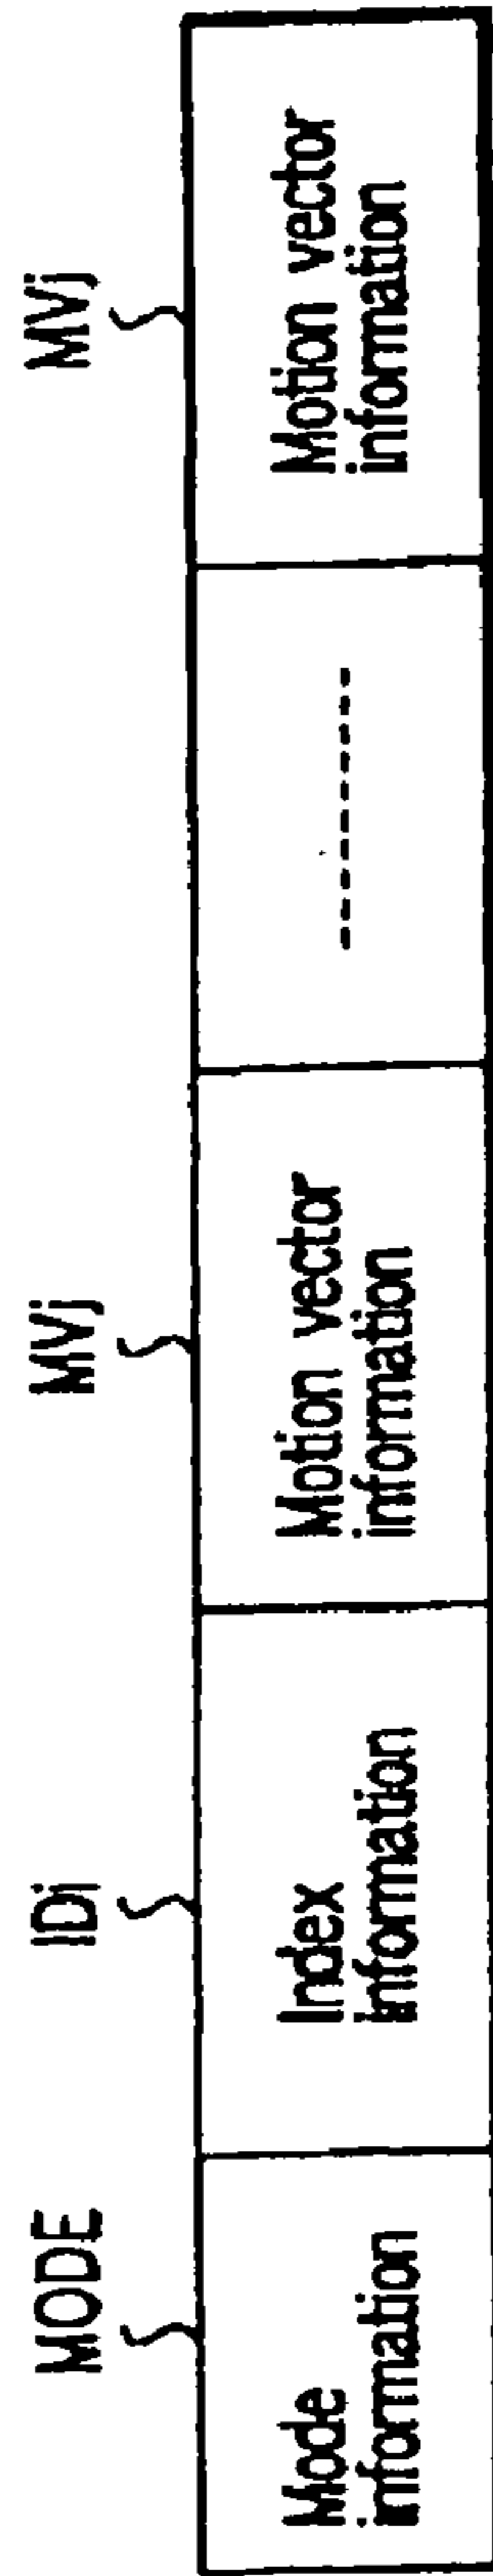 MODE
IDi
MVj
MVj
Mode
information
Index
information
Motion vector
information
Motion vector
information